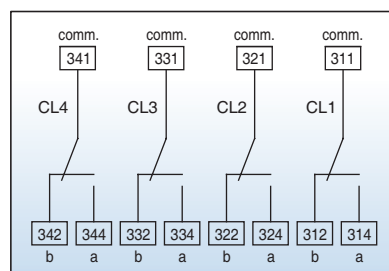 comm. comm. comm. comm.
341 331 321 311
CL4 CL3 CL2 CL1
342 344 332 334 322 324 312 314
b a b a b a b a